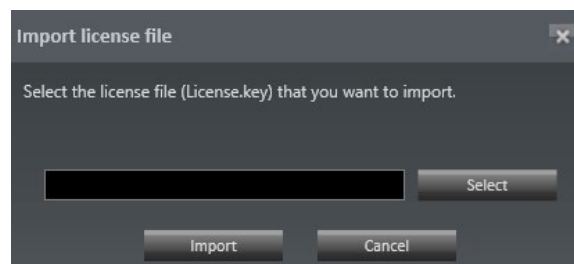 Import license file
Select the license file (License.key) that you want to import.
Select
Import
Cancel